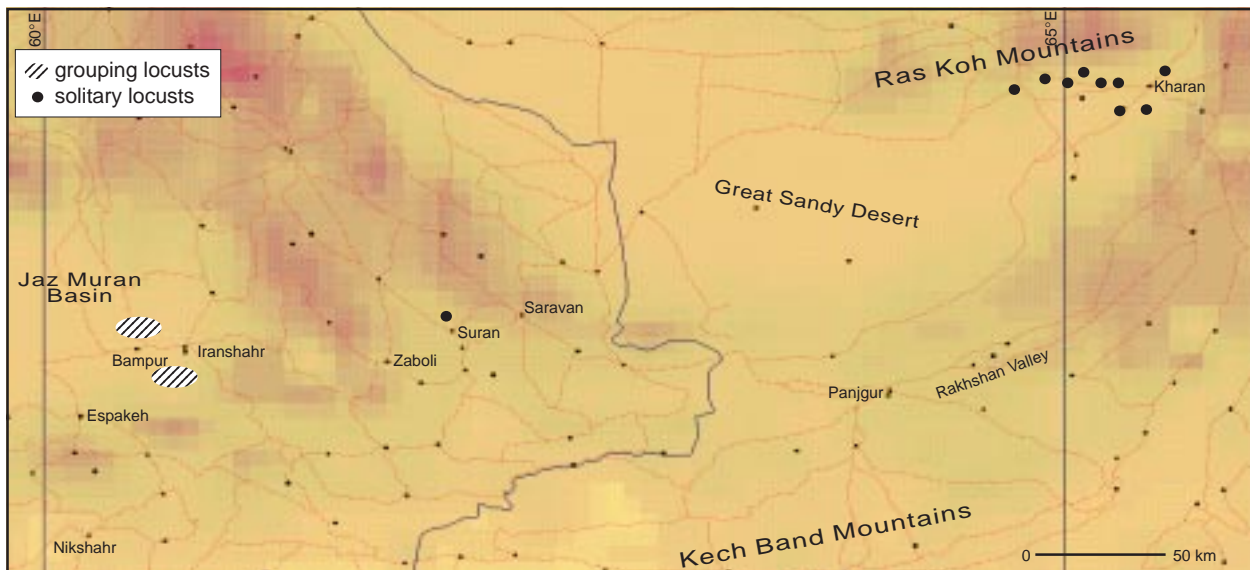 60°E
65°E
grouping locusts
solitary locusts
Ras Koh Mountains
Kharan
Great Sandy Desert
Jaz Muran
Basin
Saravan
Suran
Iranshahr
Bampur
Zaboli
Rakhshan Valley
Panjgur
Espakeh
Kech Band Mountains
Nikshahr
0
50 km